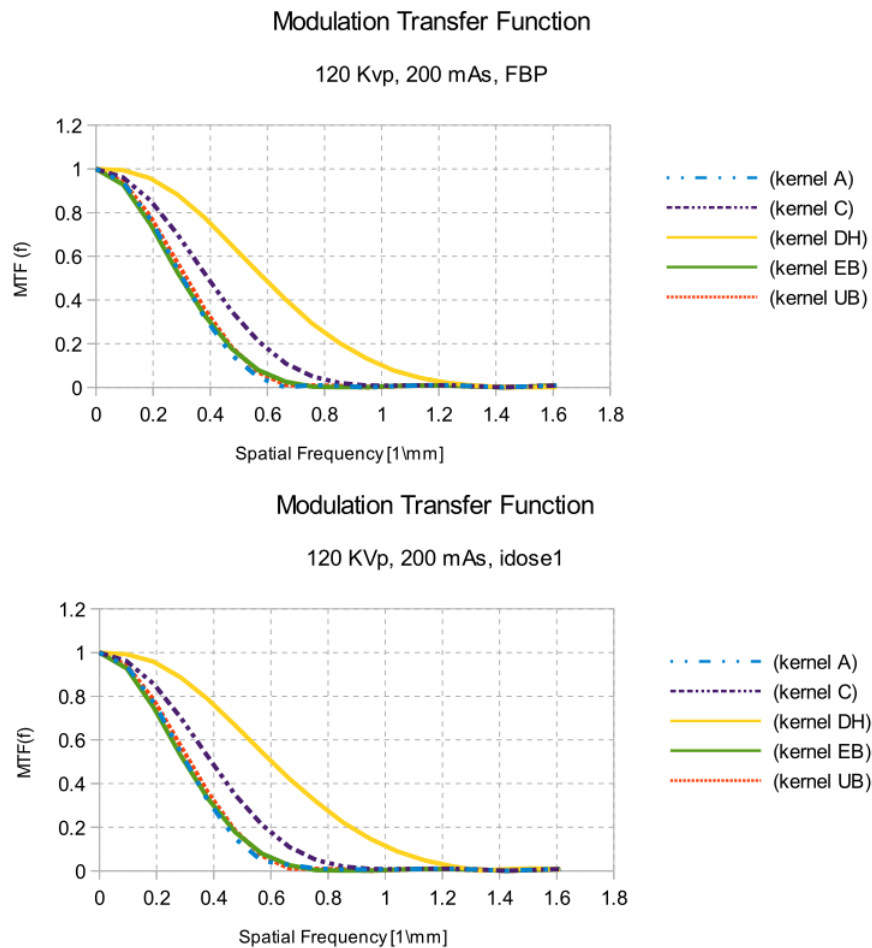 Modulation Transfer Function
120 Kvp, 200 mAs, FBP
1.2
1
0.8
0.6
0.4
0.2
0
MTF (f)
0 0.2 0.4 0.6 0.8 1 1.2 1.4 1.6 1.8
Spatial Frequency [1\mm]
(kernel A)
(kernel C)
(kernel DH)
(kernel EB)
(kernel UB)
Modulation Transfer Function
120 KVp, 200 mAs, idose1
1.2
1
0.8
0.6
0.4
0.2
0
MTF(f)
0 0.2 0.4 0.6 0.8 1 1.2 1.4 1.6 1.8
Spatial Frequency [1\mm]
(kernel A)
(kernel C)
(kernel DH)
(kernel EB)
(kernel UB)